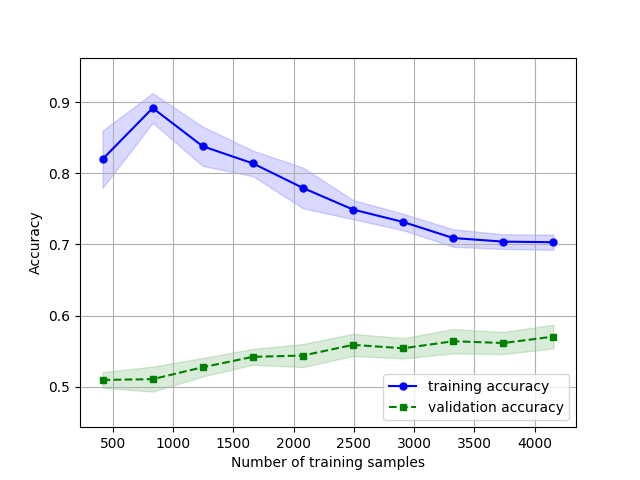 0.9
0.8
0.7
0.6
0.5
Accuracy
training accuracy
validation accuracy
500 1000 1500 2000 2500 3000 3500 4000
Number of training samples